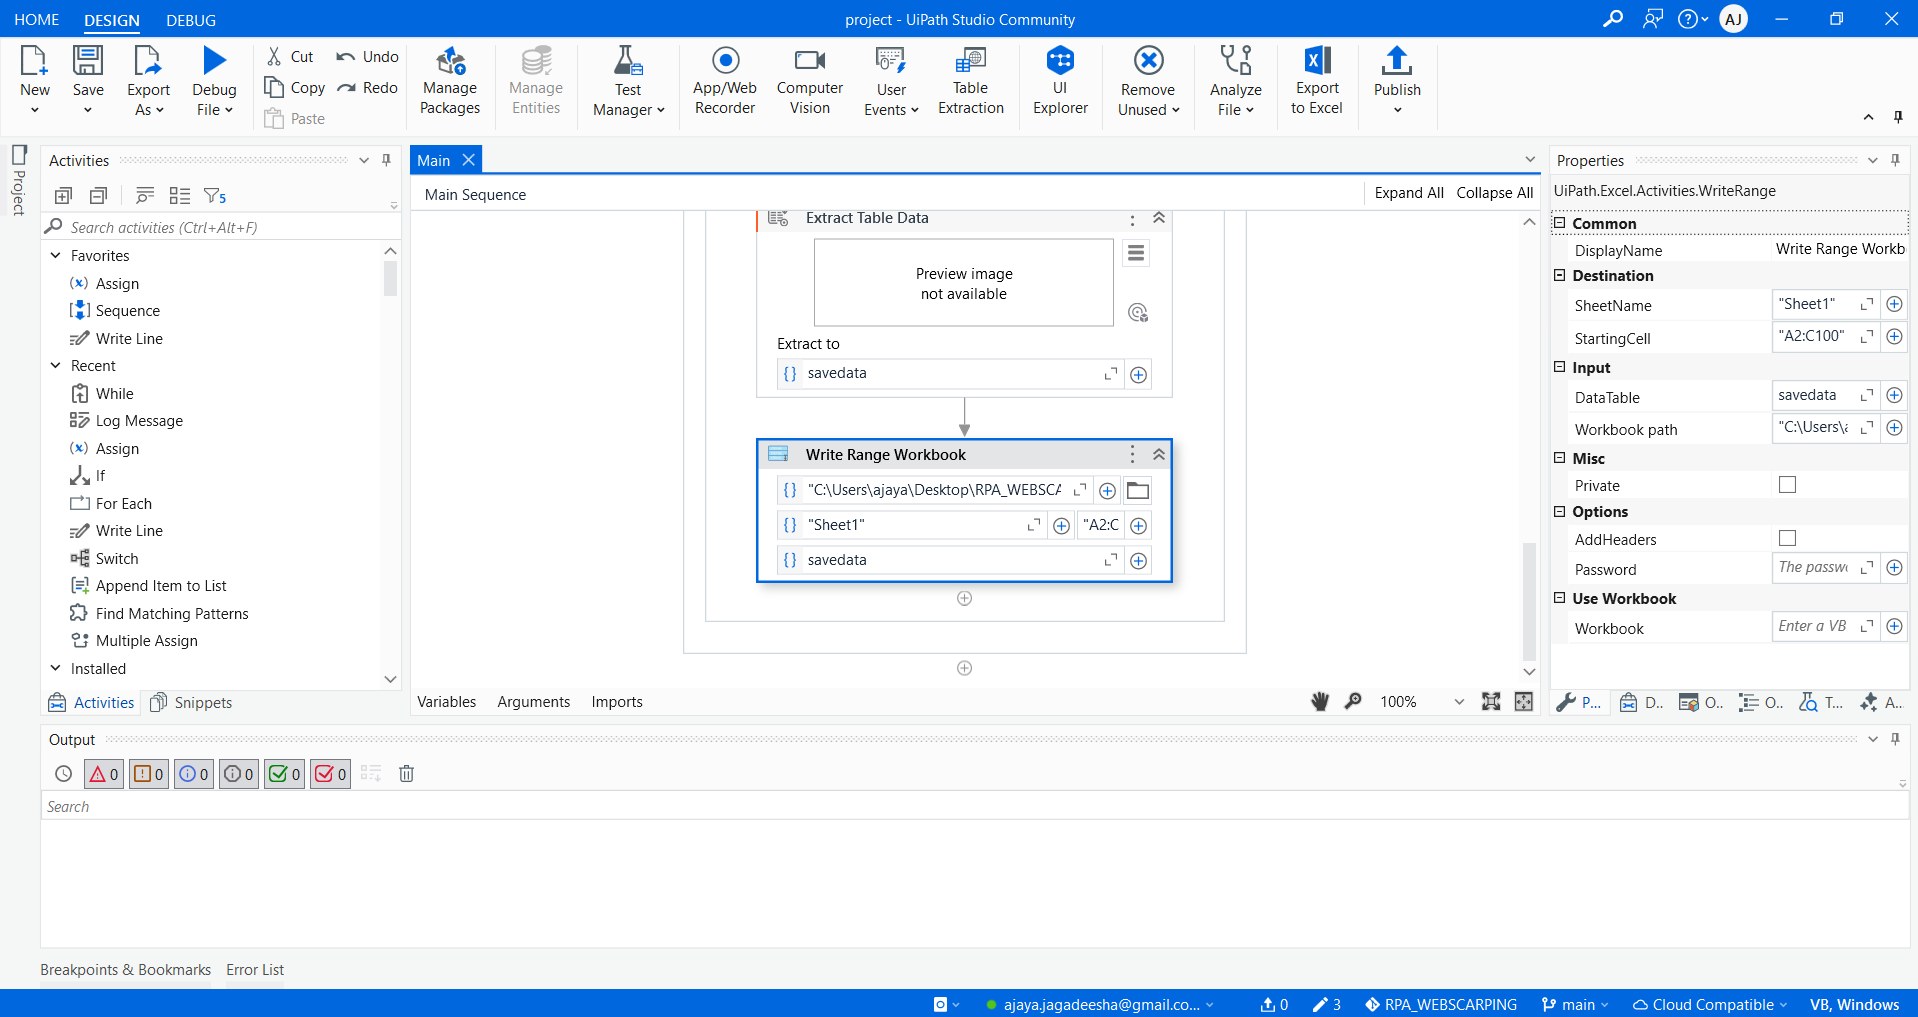 HOME DESIGN DEBUG
project - UiPath Studio Community
AJ
New
Save
Export As
Debug File
Cut
Copy
Paste
Undo
Redo
Manage Packages
Manage Entities
Test Manager
App/Web Recorder
Computer Vision
User Events
Table Extraction
UI Explorer
Remove Unused
Analyze File
Export to Excel
Publish
Project
Activities
5
Search activities (Ctrl+Alt+F)
Favorites
Assign
Sequence
Write Line
Recent
While
Log Message
Assign
If
For Each
Write Line
Switch
Append Item to List
Find Matching Patterns
Multiple Assign
Installed
Activities Snippets
Main
Main Sequence
Expand All Collapse All
Extract Table Data
Preview image
not available
Extract to
savedata
Write Range Workbook
"C:\Users\ajaya\Desktop\RPA_WEBSCA
"Sheet1" "A2:C
savedata
Variables Arguments Imports
100%
Properties
UiPath.Excel.Activities.WriteRange
Common
DisplayName Write Range Workb
Destination
SheetName "Sheet1"
StartingCell "A2:C100"
Input
DataTable savedata
Workbook path "C:\Users\a
Misc
Private
Options
AddHeaders
Password The passw
Use Workbook
Workbook Enter a VB
P... D.. O.. O.. T... A...
Output
0 0 0 0 0 0
Search
Breakpoints & Bookmarks Error List
ajaya.jagadeesha@gmail.co... 0 3 RPA_WEBSCARPING main Cloud Compatible VB, Windows